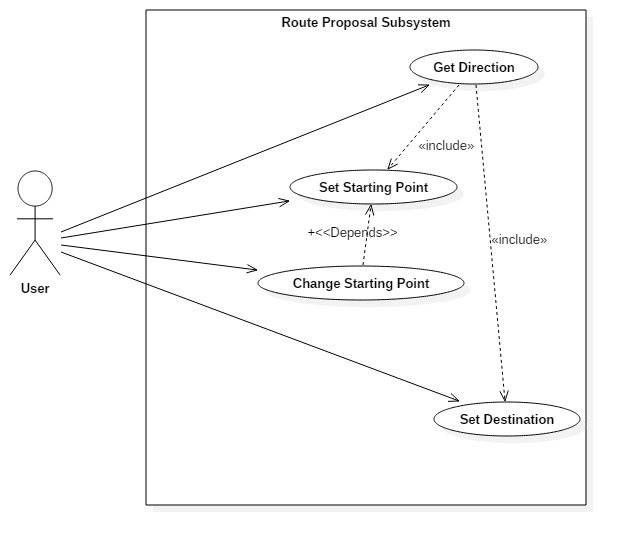 Route Proposal Subsystem
Get Direction
«include»
Set Starting Point
+<<Depends>>
«include»
Change Starting Point
User
Set Destination